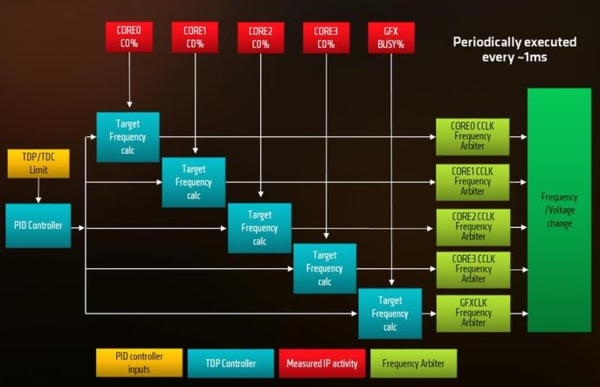 CORE0
C0%
CORE1
C0%
CORE2
C0%
CORE3
C0%
GFX
BUSY%
Periodically executed
every ~1ms
Target
Frequency
calc
CORE0 CCLK
Frequency
Arbiter
TDP/TDC
Limit
Target
Frequency
calc
CORE1 CCLK
Frequency
Arbiter
PID Controller
Target
Frequency
calc
CORE2 CCLK
Frequency
Arbiter
Frequency
/Voltage
change
Target
Frequency
calc
CORE3 CCLK
Frequency
Arbiter
Target
Frequency
calc
GFXCLK
Frequency
Arbiter
PID controller
inputs
TDP Controller
Measured IP activity
Frequency Arbiter